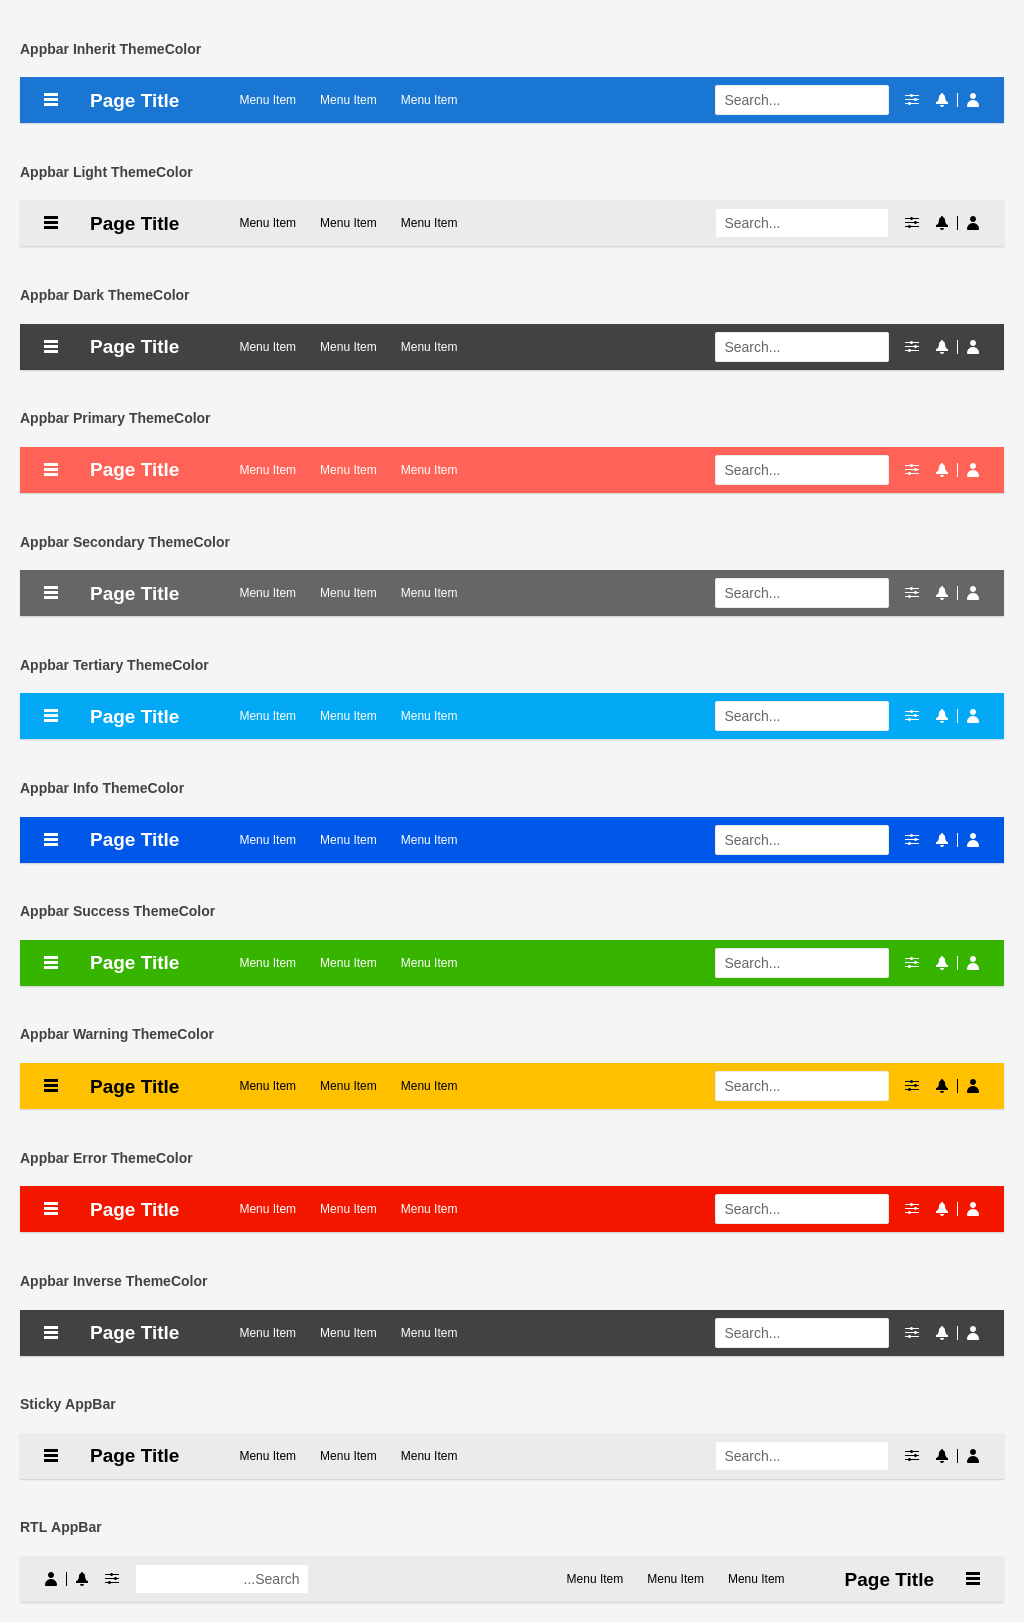 Appbar Inherit ThemeColor
Page Title Menu Item Menu Item Menu Item Search...
Appbar Light ThemeColor
Page Title Menu Item Menu Item Menu Item Search...
Appbar Dark ThemeColor
Page Title Menu Item Menu Item Menu Item Search...
Appbar Primary ThemeColor
Page Title Menu Item Menu Item Menu Item Search...
Appbar Secondary ThemeColor
Page Title Menu Item Menu Item Menu Item Search...
Appbar Tertiary ThemeColor
Page Title Menu Item Menu Item Menu Item Search...
Appbar Info ThemeColor
Page Title Menu Item Menu Item Menu Item Search...
Appbar Success ThemeColor
Page Title Menu Item Menu Item Menu Item Search...
Appbar Warning ThemeColor
Page Title Menu Item Menu Item Menu Item Search...
Appbar Error ThemeColor
Page Title Menu Item Menu Item Menu Item Search...
Appbar Inverse ThemeColor
Page Title Menu Item Menu Item Menu Item Search...
Sticky AppBar
Page Title Menu Item Menu Item Menu Item Search...
RTL AppBar
...Search Menu Item Menu Item Menu Item Page Title